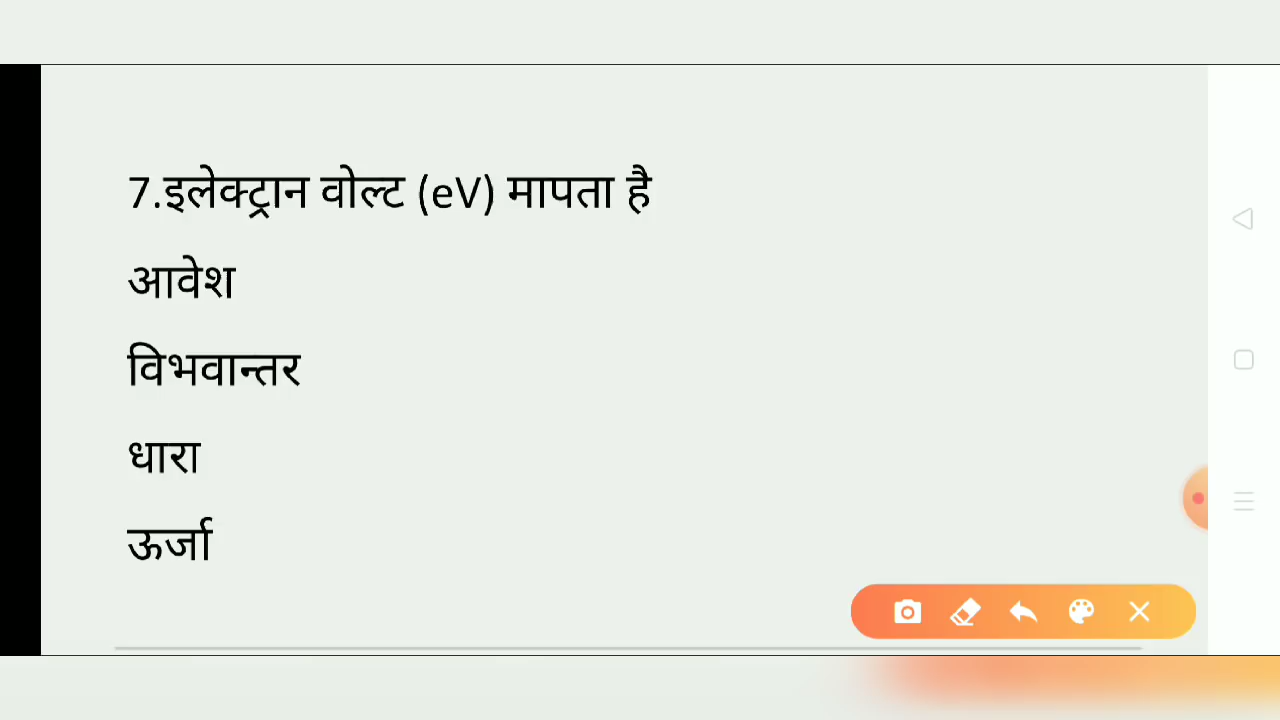 7.इलेक्ट्रान वोल्ट (eV) मापता है
आवेश
विभवान्तर
धारा
ऊर्जा